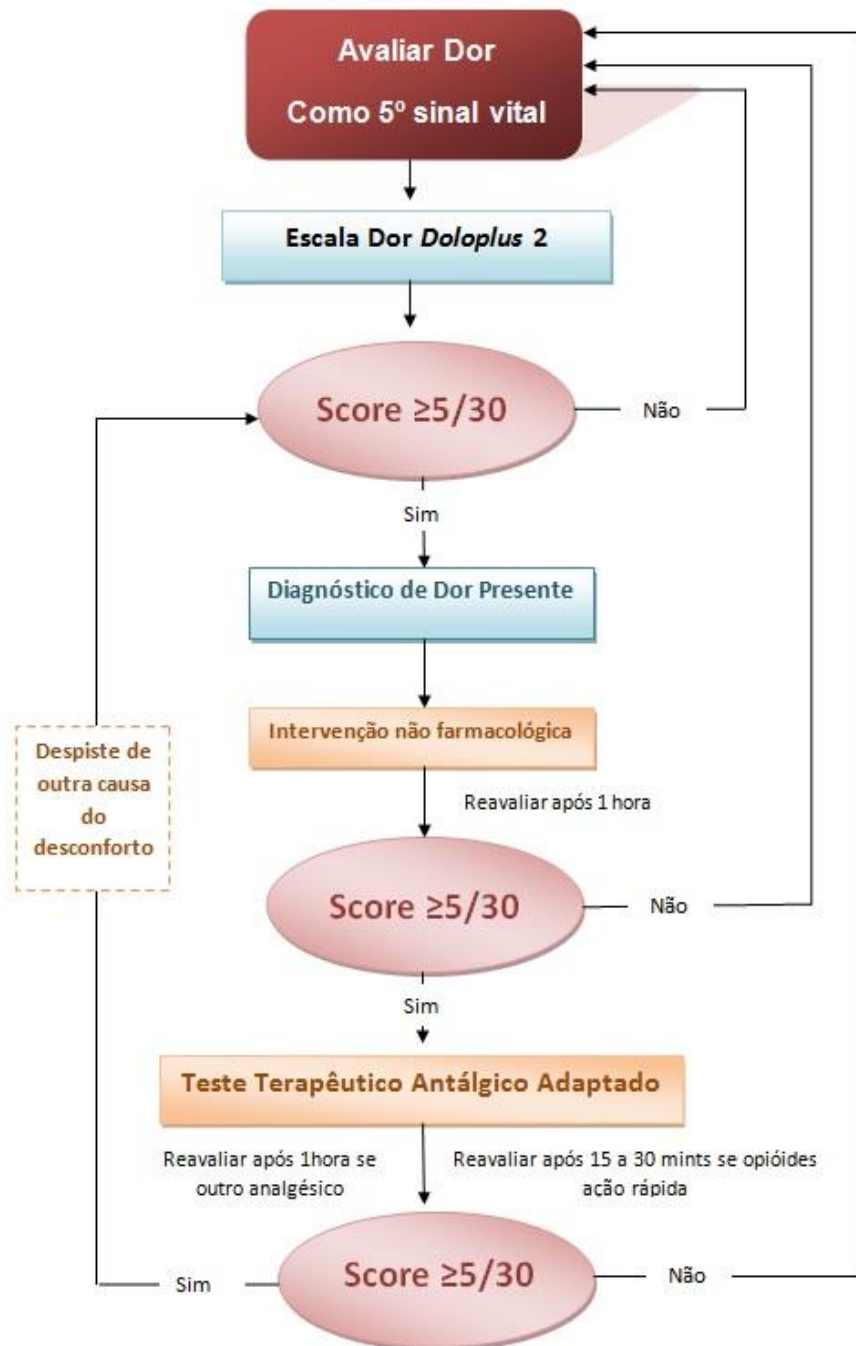 Avaliar Dor
Como 5º sinal vital
Escala Dor Doloplus 2
Score ≥5/30
Não
Sim
Diagnóstico de Dor Presente
Intervenção não farmacológica
Despiste de
outra causa
do
desconforto
Reavaliar após 1 hora
Score ≥5/30
Não
Sim
Teste Terapêutico Antálgico Adaptado
Reavaliar após 1hora se
outro analgésico
Reavaliar após 15 a 30 mints se opióides
ação rápida
Score ≥5/30
Sim
Não